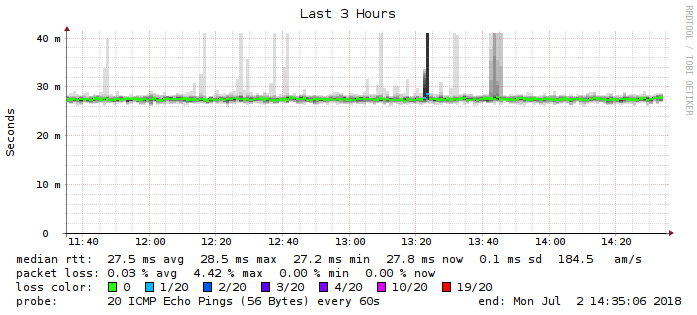 Last 3 Hours
RRDTOOL / TOBI OETIKER
Seconds
40 m
30 m
20 m
10 m
0
11:40 12:00 12:20 12:40 13:00 13:20 13:40 14:00 14:20
median rtt: 27.5 ms avg 28.5 ms max 27.2 ms min 27.8 ms now 0.1 ms sd 184.5 am/s
packet loss: 0.03 % avg 4.42 % max 0.00 % min 0.00 % now
loss color: 0 1/20 2/20 3/20 4/20 10/20 19/20
probe: 20 ICMP Echo Pings (56 Bytes) every 60s end: Mon Jul 2 14:35:06 2018